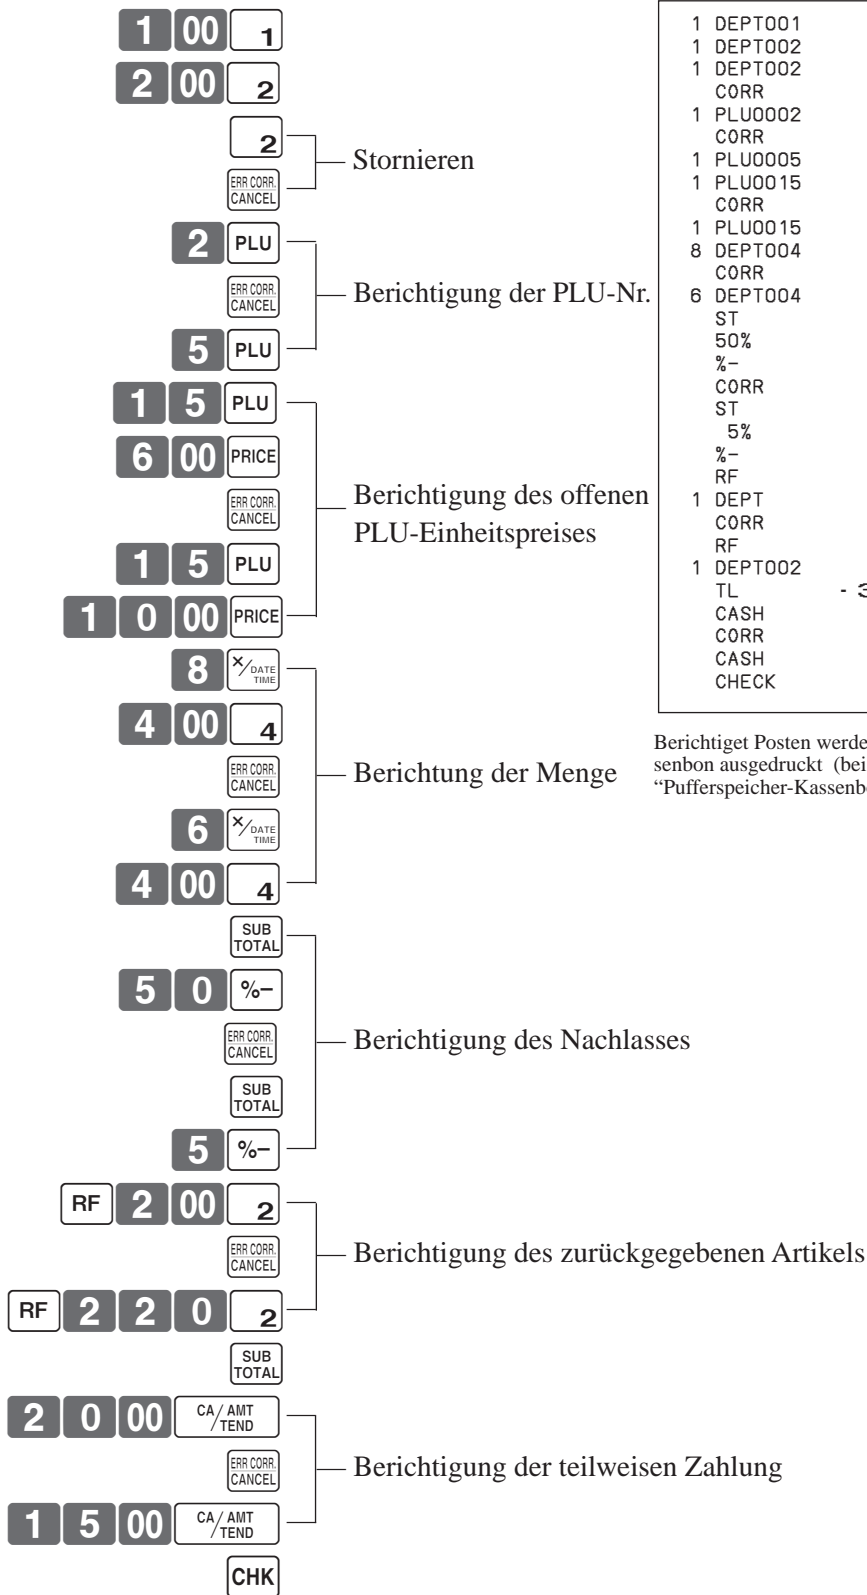 1 00 1
2 00 2
2
Stornieren
ERR CORR. CANCEL
2 PLU
ERR CORR. CANCEL
Berichtigung der PLU-Nr.
5 PLU
1 5 PLU
6 00 PRICE
ERR CORR. CANCEL
Berichtigung des offenen
PLU-Einheitspreises
1 5 PLU
1 0 00 PRICE
8 ×/DATE TIME
4 00 4
ERR CORR. CANCEL
Berichtung der Menge
6 ×/DATE TIME
4 00 4
SUB TOTAL
5 0 %−
ERR CORR. CANCEL
Berichtigung des Nachlasses
SUB TOTAL
5 %−
RF 2 00 2
ERR CORR. CANCEL
Berichtigung des zurückgegebenen Artikels
RF 2 2 0 2
SUB TOTAL
2 0 00 CA/AMT TEND
ERR CORR. CANCEL
Berichtigung der teilweisen Zahlung
1 5 00 CA/AMT TEND
CHK
1 DEPT001
1 DEPT002
1 DEPT002
CORR
1 PLU0002
CORR
1 PLU0005
1 PLU0015
CORR
1 PLU0015
8 DEPT004
CORR
6 DEPT004
ST
50%
%-
CORR
ST
5%
%-
RF
1 DEPT
CORR
RF
1 DEPT002
TL -
CASH
CORR
CASH
CHECK
Berichtiget Posten
senbon ausgedruckt (bei